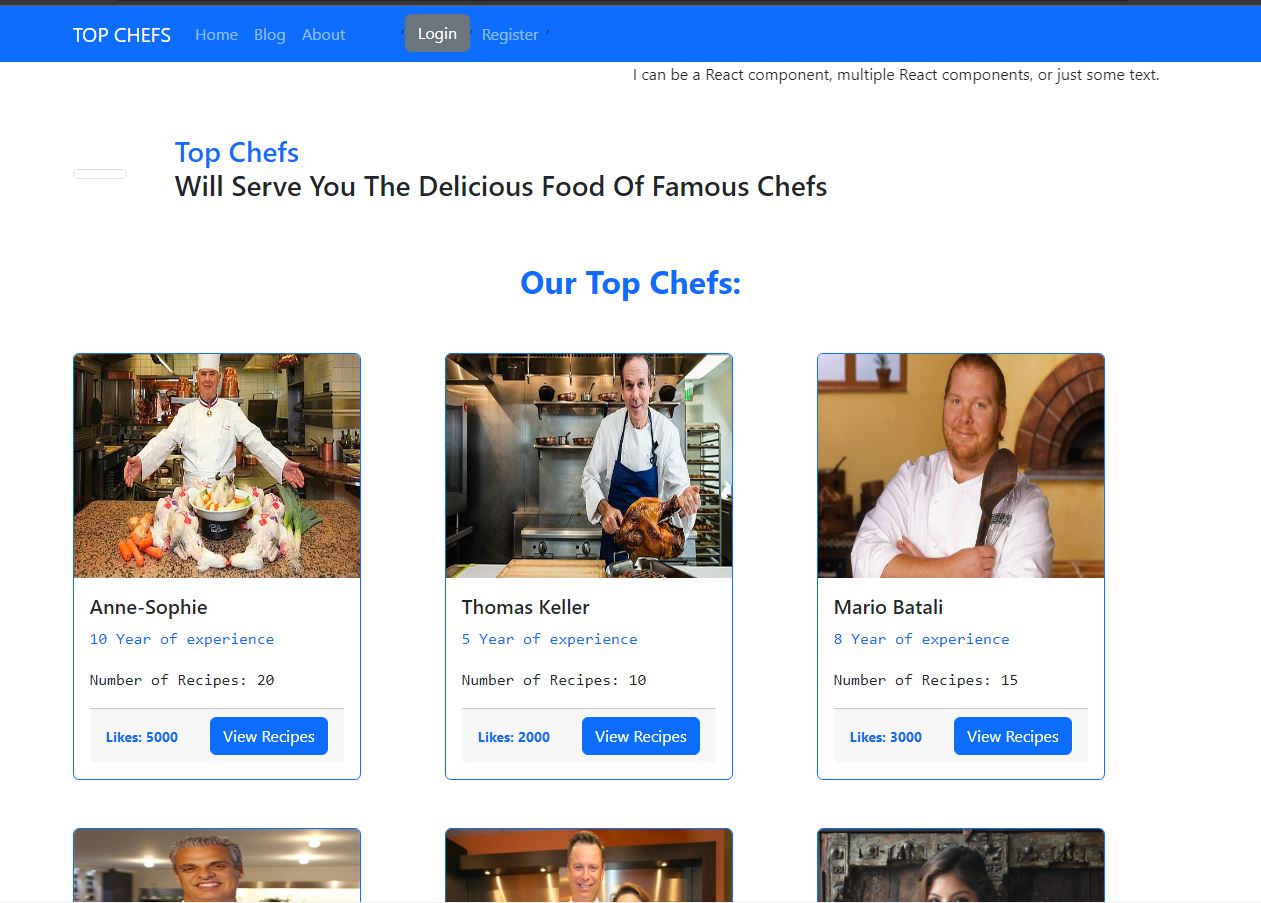 TOP CHEFS Home Blog About ' Login ' Register '
I can be a React component, multiple React components, or just some text.
Top Chefs
Will Serve You The Delicious Food Of Famous Chefs
Our Top Chefs:
Anne-Sophie
10 Year of experience
Number of Recipes: 20
Likes: 5000 View Recipes
Thomas Keller
5 Year of experience
Number of Recipes: 10
Likes: 2000 View Recipes
Mario Batali
8 Year of experience
Number of Recipes: 15
Likes: 3000 View Recipes